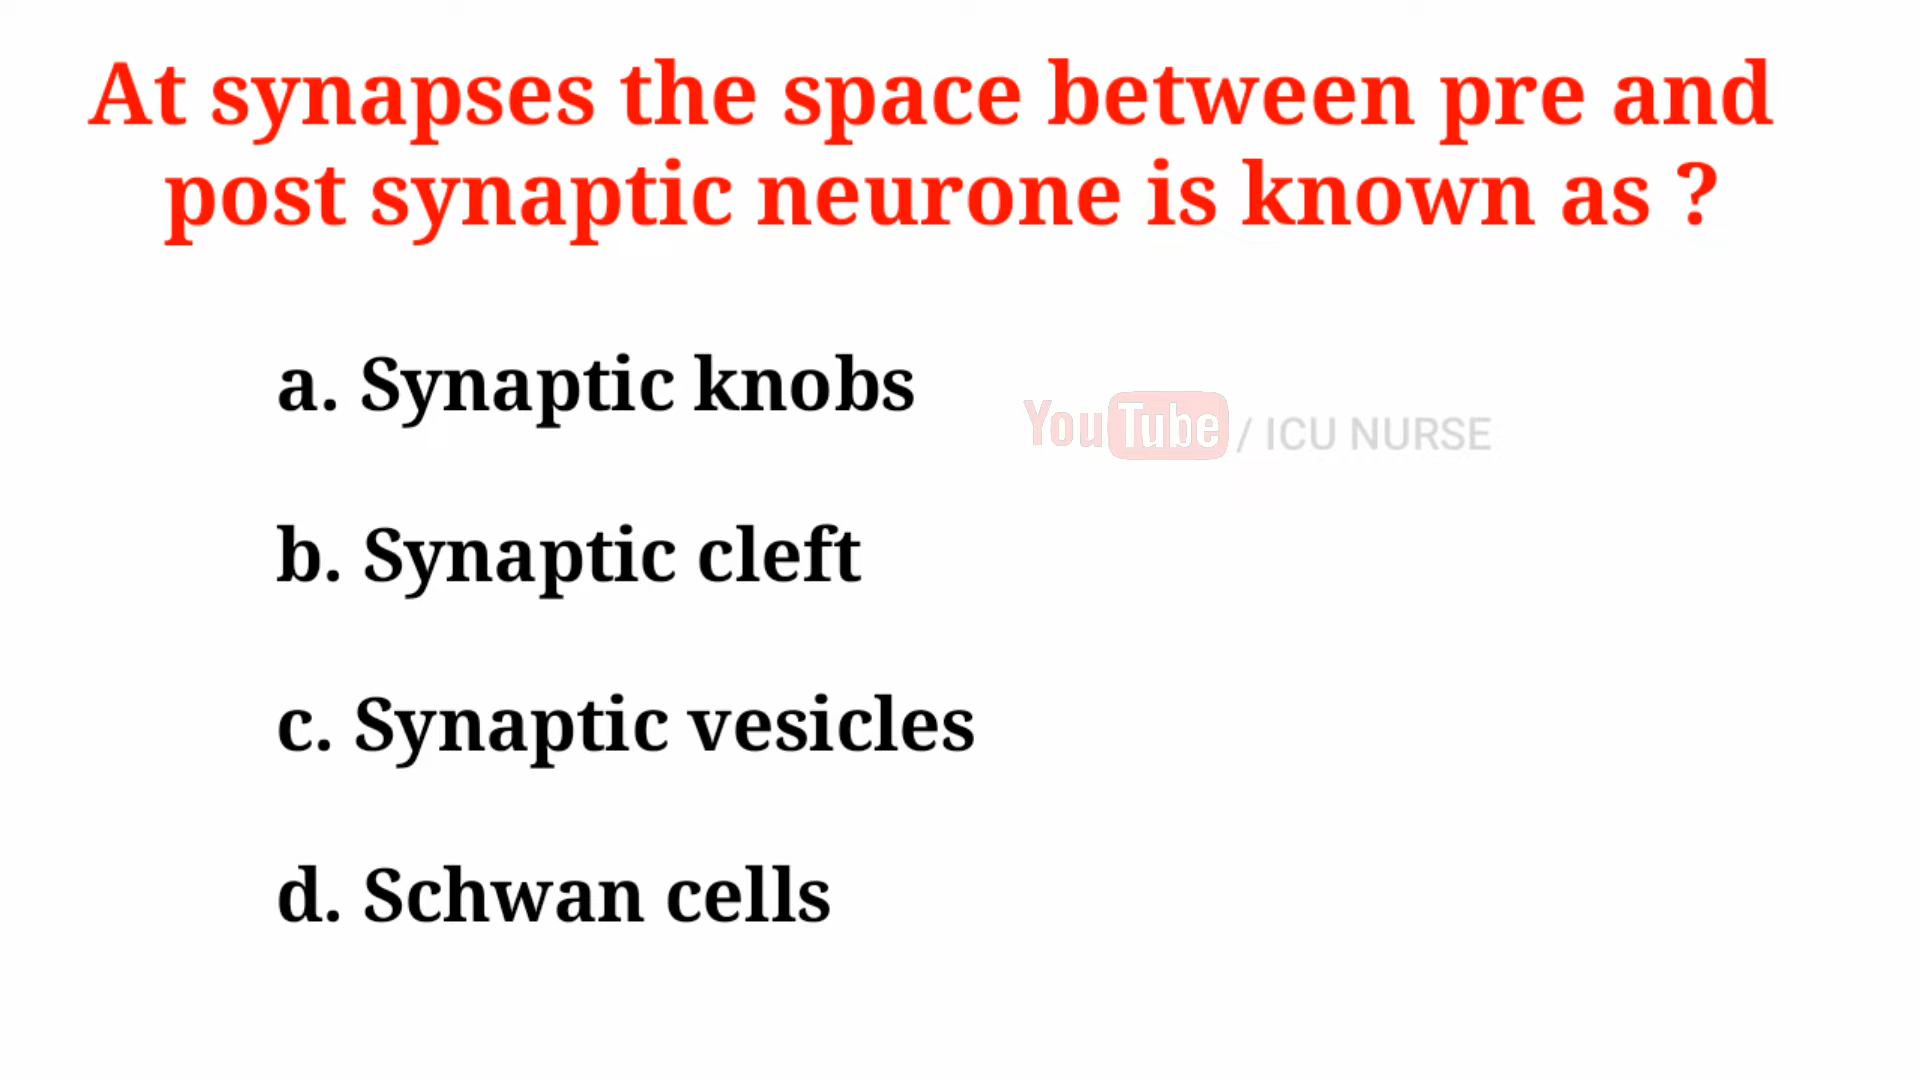 At synapses the space between pre and
post synaptic neurone is known as ?
a. Synaptic knobs
YouTube / ICU NURSE
b. Synaptic cleft
c. Synaptic vesicles
d. Schwan cells